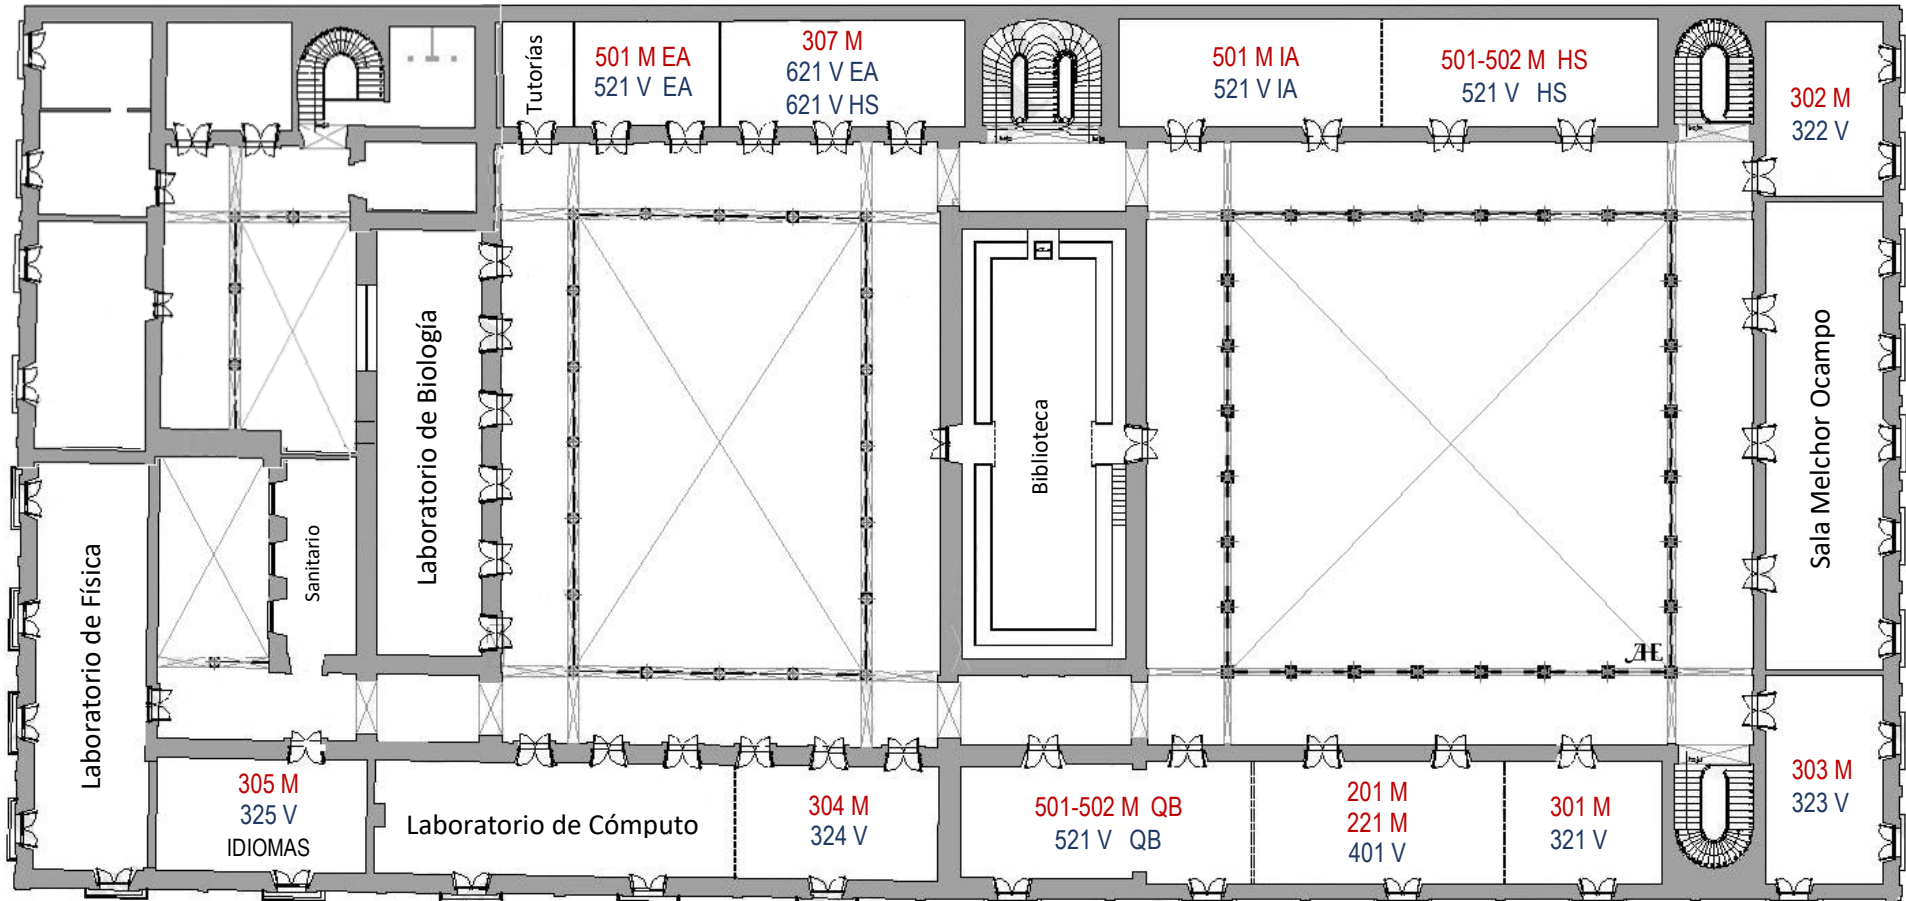 Tutorías
501 M EA
521 V EA
307 M
621 V EA
621 V HS
501 M IA
521 V IA
501-502 M HS
521 V HS
302 M
322 V
Laboratorio de Biología
Biblioteca
Sala Melchor Ocampo
Sanitario
Laboratorio de Física
305 M
325 V
IDIOMAS
Laboratorio de Cómputo
304 M
324 V
501-502 M QB
521 V QB
201 M
221 M
401 V
301 M
321 V
303 M
323 V